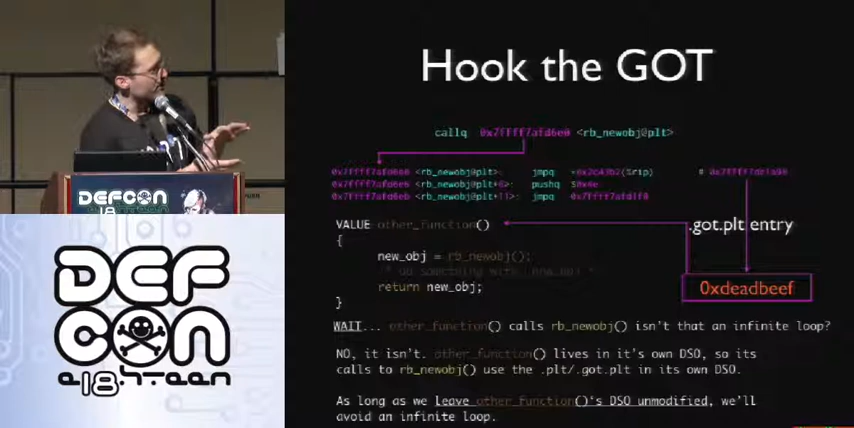 Hook the GOT
callq 0x7ffff7afd6e0 <rb_newobj@plt>
<rb_newobj@plt>: jmpq
<rb_newobj@plt+6>: pushq
<rb_newobj@plt+11>: jmpq
VALUE other_function()
.got.plt entry
{
new_obj = rb_newobj();
return new_obj;
0xdeadbeef
}
WAIT... other_function() calls rb_newobj() isn't that an infinite loop?
NO, it isn't. other_function() lives in it's own DSO, so its
calls to rb_newobj() use the .plt/.got.plt in its own DSO.
As long as we leave other_function()'s DSO unmodified, we'll
avoid an infinite loop.
DEFCON
18
DEF
CON